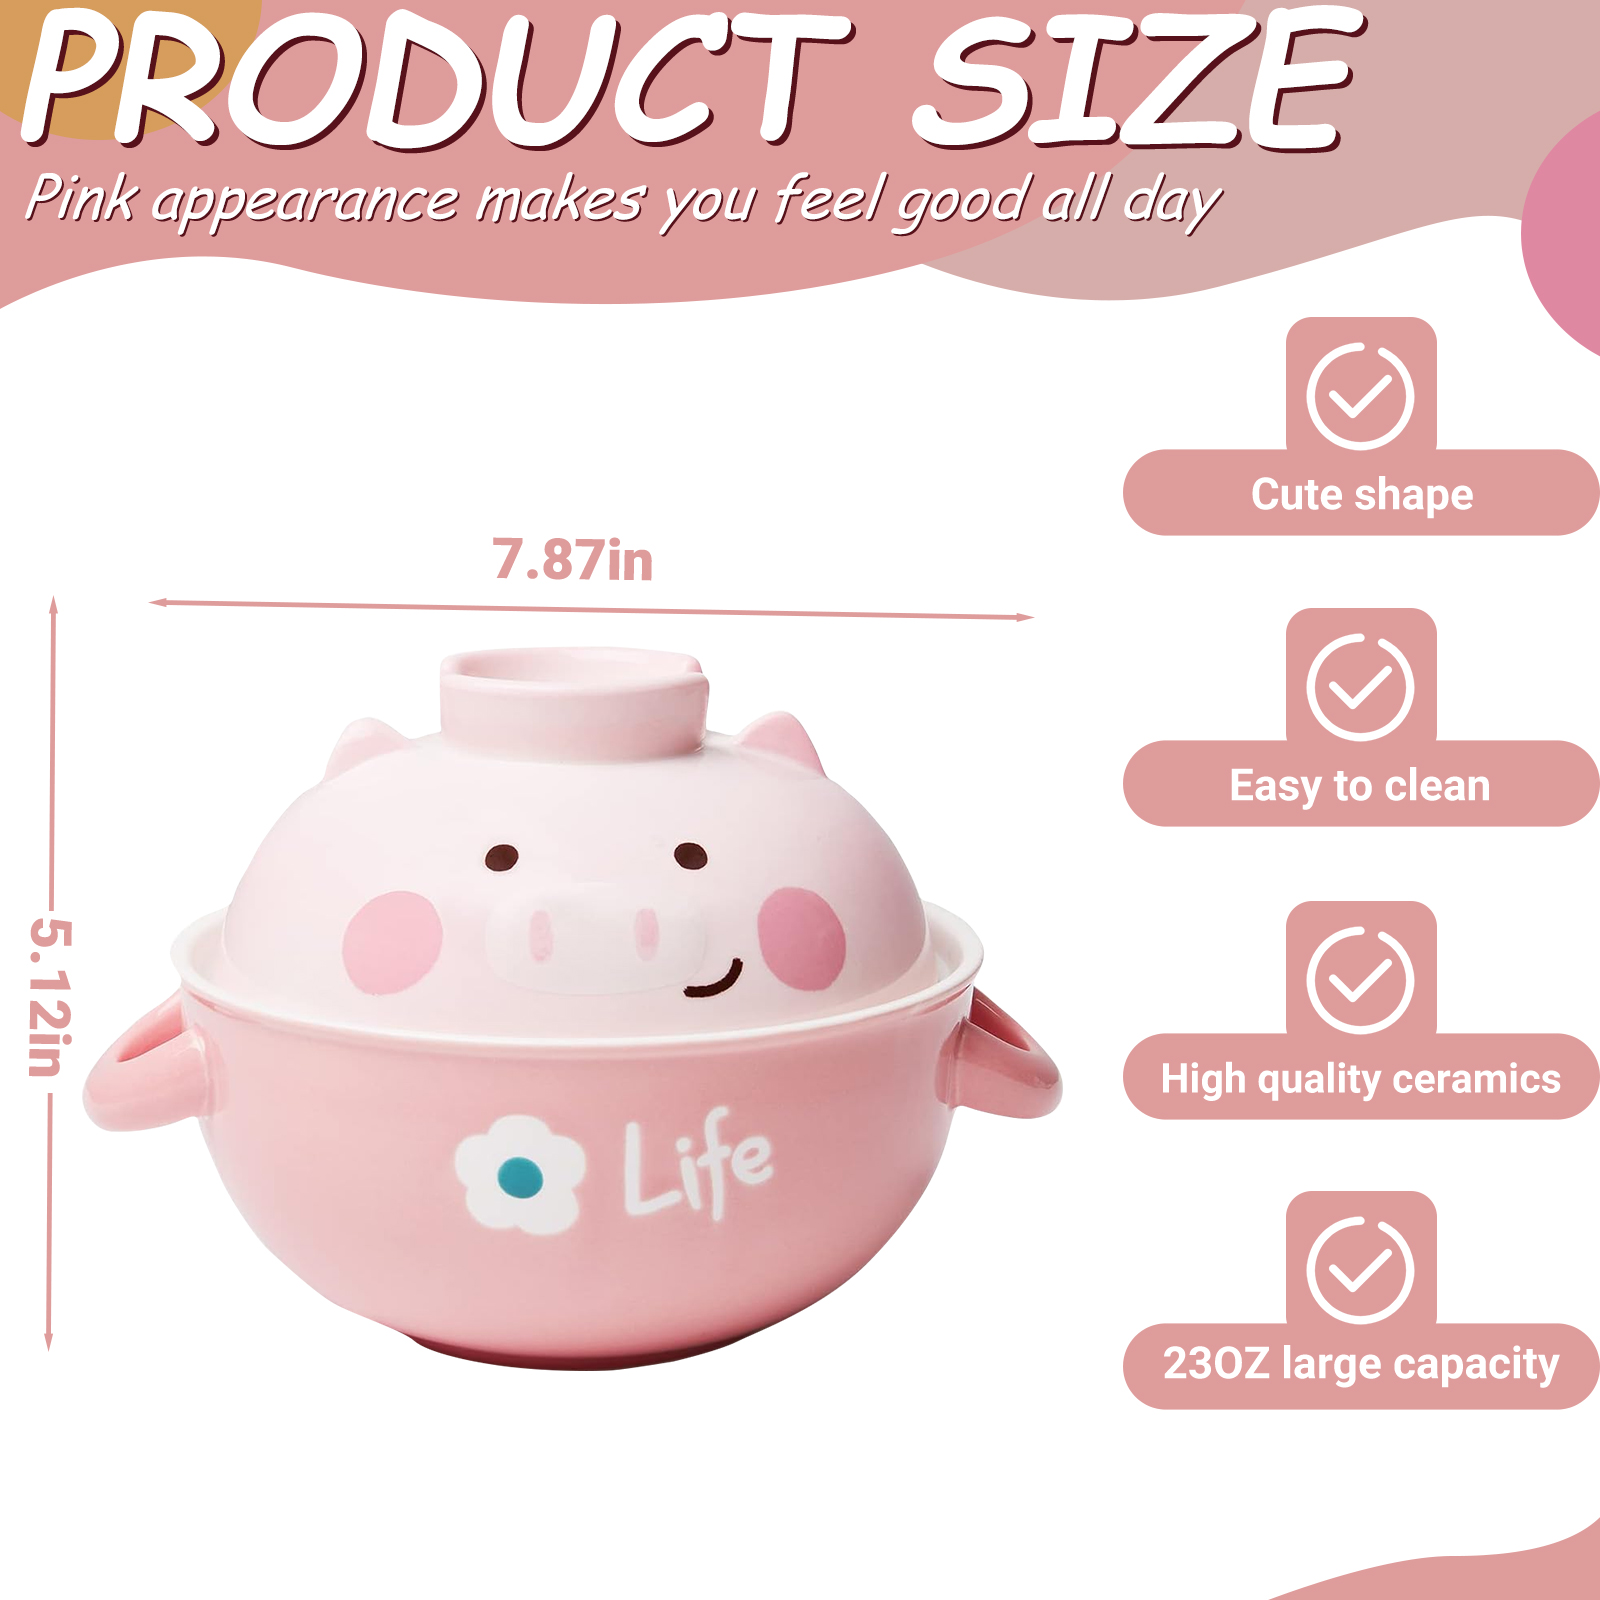 PRODUCT SIZE
Pink appearance makes you feel good all day
Cute shape
7.87in
Easy to clean
5.12in
High quality ceramics
Life
23OZ large capacity